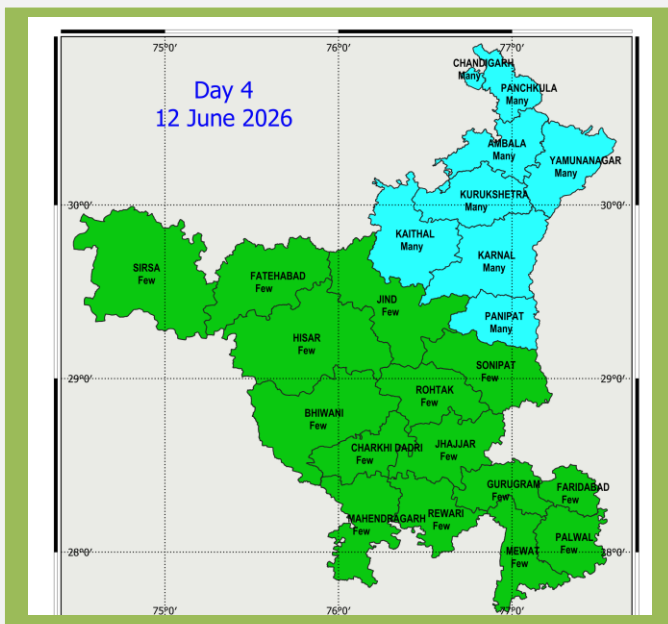 75°0'
76°0'
77°0'
Day 4
12 June 2026
CHANDIGARH
Many
PANCHKULA
Many
AMBALA
Many
YAMUNANAGAR
Many
KURUKSHETRA
Many
30°0'
30°0'
KAITHAL
Many
KARNAL
Many
SIRSA
Few
FATEHABAD
Few
JIND
Few
PANIPAT
Many
HISAR
Few
SONIPAT
Few
29°0'
29°0'
ROHTAK
Few
BHIWANI
Few
CHARKHI DADRI
Few
JHAJJAR
Few
GURUGRAM
Few
FARIDABAD
Few
MAHENDRAGARH
Few
REWARI
Few
PALWAL
Few
MEWAT
Few
28°0'
28°0'
75°0'
76°0'
77°0'